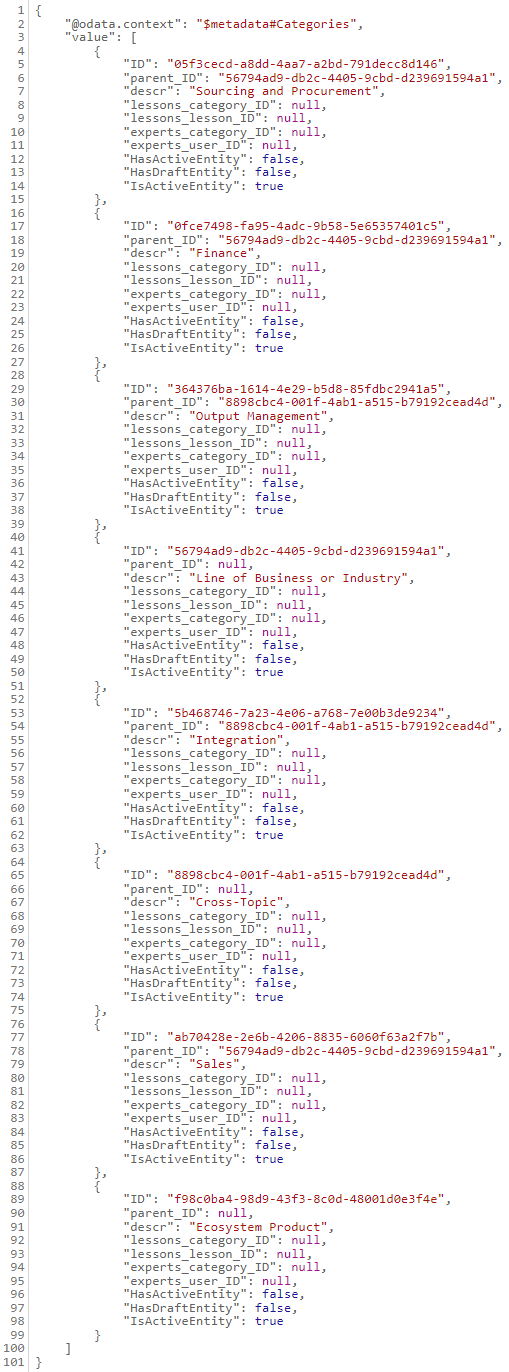 1 {
2     "@odata.context": "$metadata#Categories",
3     "value": [
4         {
5             "ID": "05f3cecd-a8dd-4aa7-a2bd-791decc8d146",
6             "parent_ID": "56794ad9-db2c-4405-9cbd-d239691594a1",
7             "descr": "Sourcing and Procurement",
8             "lessons_category_ID": null,
9             "lessons_lesson_ID": null,
10             "experts_category_ID": null,
11             "experts_user_ID": null,
12             "HasActiveEntity": false,
13             "HasDraftEntity": false,
14             "IsActiveEntity": true
15         },
16         {
17             "ID": "0fce7498-fa95-4adc-9b58-5e65357401c5",
18             "parent_ID": "56794ad9-db2c-4405-9cbd-d239691594a1",
19             "descr": "Finance",
20             "lessons_category_ID": null,
21             "lessons_lesson_ID": null,
22             "experts_category_ID": null,
23             "experts_user_ID": null,
24             "HasActiveEntity": false,
25             "HasDraftEntity": false,
26             "IsActiveEntity": true
27         },
28         {
29             "ID": "364376ba-1614-4e29-b5d8-85fdbc2941a5",
30             "parent_ID": "8898cbc4-001f-4ab1-a515-b79192cead4d",
31             "descr": "Output Management",
32             "lessons_category_ID": null,
33             "lessons_lesson_ID": null,
34             "experts_category_ID": null,
35             "experts_user_ID": null,
36             "HasActiveEntity": false,
37             "HasDraftEntity": false,
38             "IsActiveEntity": true
39         },
40         {
41             "ID": "56794ad9-db2c-4405-9cbd-d239691594a1",
42             "parent_ID": null,
43             "descr": "Line of Business or Industry",
44             "lessons_category_ID": null,
45             "lessons_lesson_ID": null,
46             "experts_category_ID": null,
47             "experts_user_ID": null,
48             "HasActiveEntity": false,
49             "HasDraftEntity": false,
50             "IsActiveEntity": true
51         },
52         {
53             "ID": "5b468746-7a23-4e06-a768-7e00b3de9234",
54             "parent_ID": "8898cbc4-001f-4ab1-a515-b79192cead4d",
55             "descr": "Integration",
56             "lessons_category_ID": null,
57             "lessons_lesson_ID": null,
58             "experts_category_ID": null,
59             "experts_user_ID": null,
60             "HasActiveEntity": false,
61             "HasDraftEntity": false,
62             "IsActiveEntity": true
63         },
64         {
65             "ID": "8898cbc4-001f-4ab1-a515-b79192cead4d",
66             "parent_ID": null,
67             "descr": "Cross-Topic",
68             "lessons_category_ID": null,
69             "lessons_lesson_ID": null,
70             "experts_category_ID": null,
71             "experts_user_ID": null,
72             "HasActiveEntity": false,
73             "HasDraftEntity": false,
74             "IsActiveEntity": true
75         },
76         {
77             "ID": "ab70428e-2e6b-4206-8835-6060f63a2f7b",
78             "parent_ID": "56794ad9-db2c-4405-9cbd-d239691594a1",
79             "descr": "Sales",
80             "lessons_category_ID": null,
81             "lessons_lesson_ID": null,
82             "experts_category_ID": null,
83             "experts_user_ID": null,
84             "HasActiveEntity": false,
85             "HasDraftEntity": false,
86             "IsActiveEntity": true
87         },
88         {
89             "ID": "f98c0ba4-98d9-43f3-8c0d-48001d0e3f4e",
90             "parent_ID": null,
91             "descr": "Ecosystem Product",
92             "lessons_category_ID": null,
93             "lessons_lesson_ID": null,
94             "experts_category_ID": null,
95             "experts_user_ID": null,
96             "HasActiveEntity": false,
97             "HasDraftEntity": false,
98             "IsActiveEntity": true
99         }
100     ]
101 }